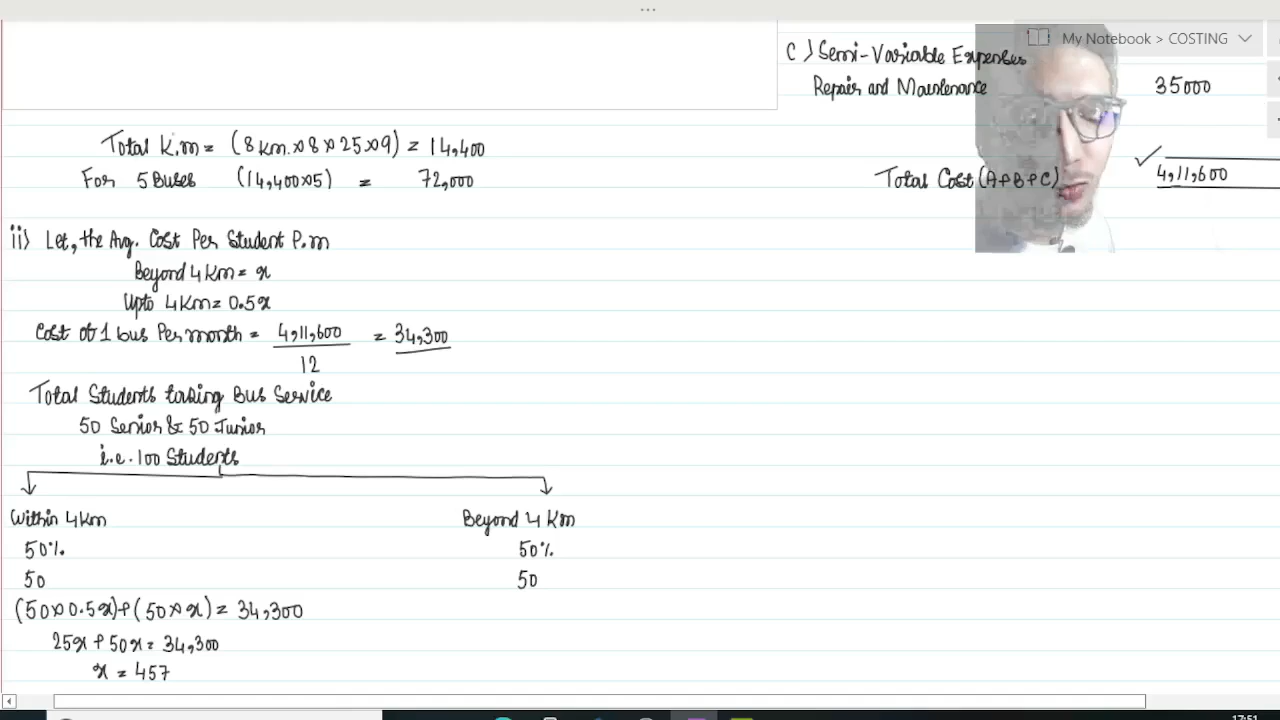 ...
My Notebook > COSTING
C) Semi-Variable Expenses
Repair and Maintenance 35000
Total Cost (A+B+C) 4,11,600
Total K.m = (8 Km.×8×25×9) = 14,400
For 5 Buses (14,400×5) = 72,000
ii) Let, the Avg. Cost Per Student P.m
Beyond 4 Km = x
Upto 4 Km = 0.5x
Cost of 1 bus Per month = 4,11,600 = 34,300
12
Total Students taking Bus Service
50 Senior & 50 Junior
i.e. 100 Students
Within 4 Km Beyond 4 Km
50% 50%
50 50
(50×0.5x)+(50×x) = 34,300
25x + 50x = 34,300
x = 457
17:51